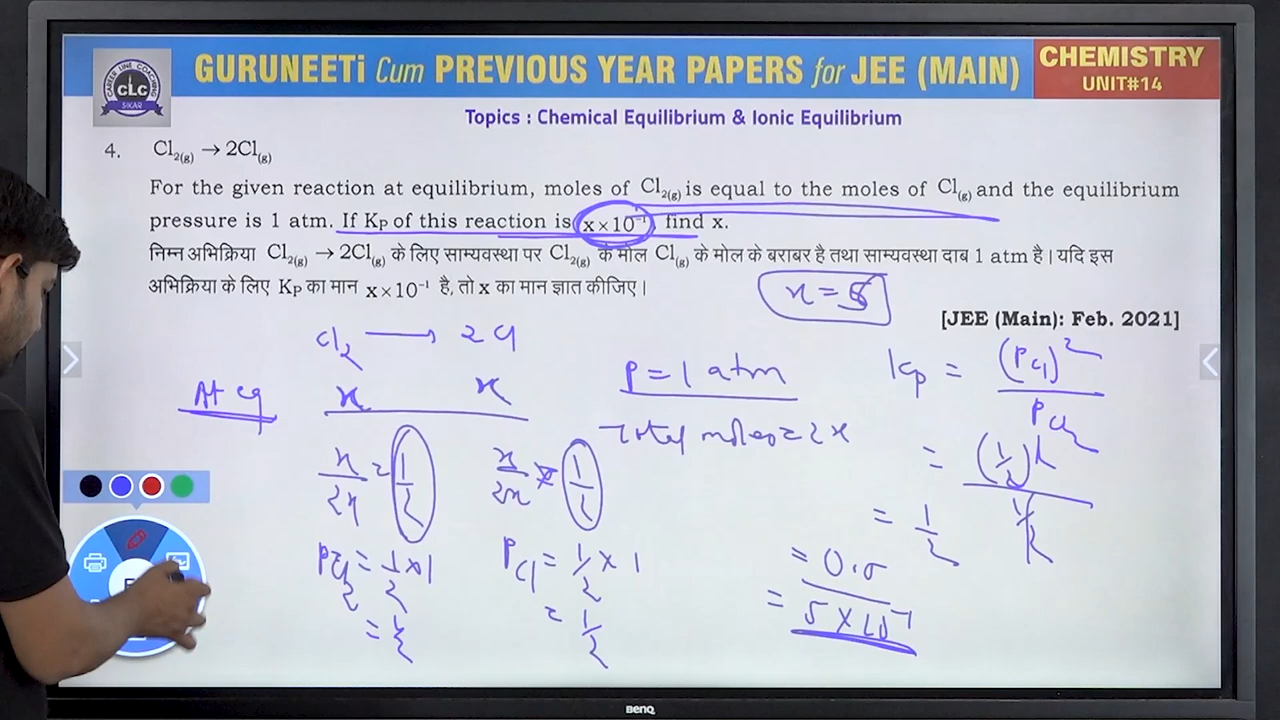 GURUNEETi Cum PREVIOUS YEAR PAPERS for JEE (MAIN)
CHEMISTRY
UNIT#14
CAREER LINE COACHING
CLC
SIKAR
Topics : Chemical Equilibrium & Ionic Equilibrium
4. Cl₂₍g₎ → 2Cl₍g₎
For the given reaction at equilibrium, moles of Cl₂₍g₎ is equal to the moles of Cl₍g₎ and the equilibrium
pressure is 1 atm. If KP of this reaction is x×10⁻¹, find x.
निम्न अभिक्रिया Cl₂₍g₎ → 2Cl₍g₎ के लिए साम्यवस्था पर Cl₂₍g₎ के मोल Cl₍g₎ के मोल के बराबर है तथा साम्यवस्था दाब 1 atm है। यदि इस
अभिक्रिया के लिए KP का मान x×10⁻¹ है, तो x का मान ज्ञात कीजिए।
x = 5
[JEE (Main): Feb. 2021]
Cl₂ → 2Cl
At eq x x
P = 1 atm
Total moles = 2x
Kp = (PCl)² / PCl₂
x/2x = 1/2 x/2x = 1/2
= (1/2)² / 1/2
= 1/2
PCl₂ = 1/2 × 1 PCl = 1/2 × 1
= 1/2 = 1/2
= 0.5
= 5 × 10⁻¹
BenQ